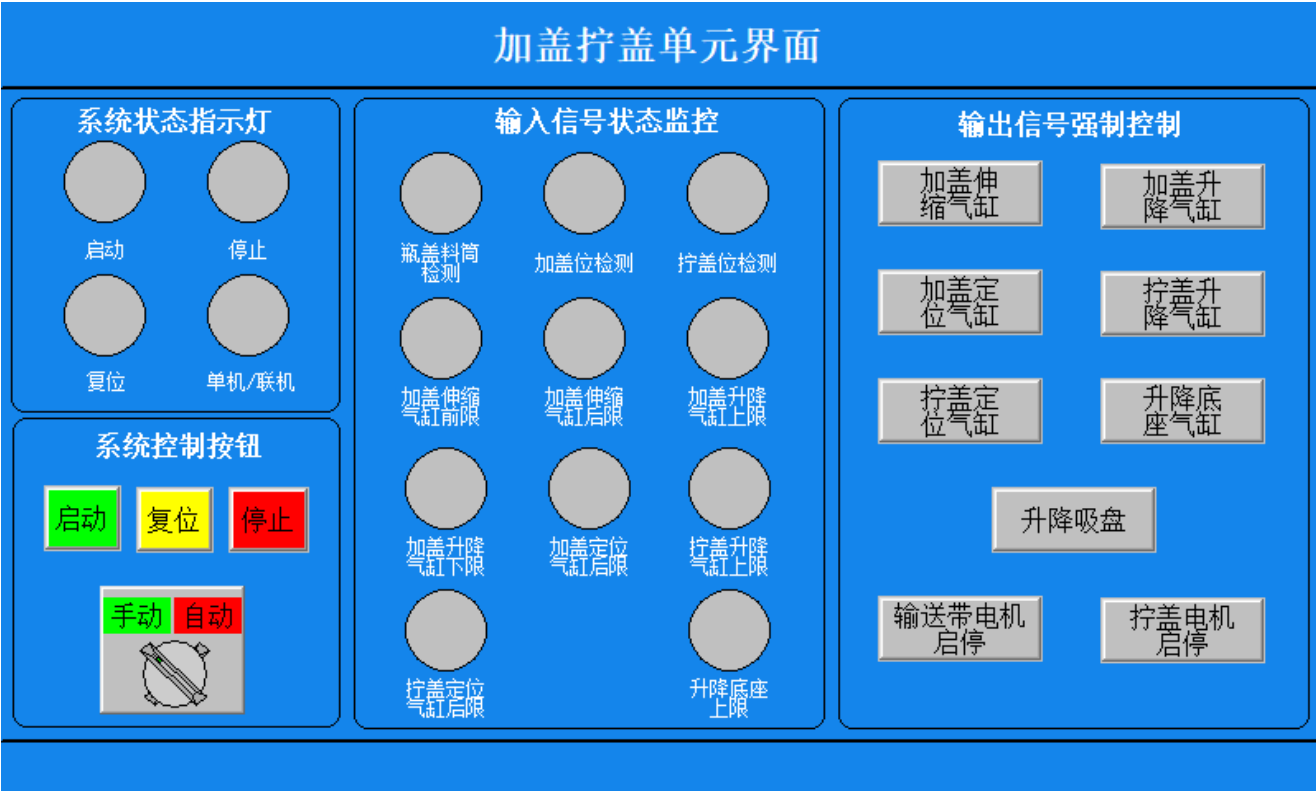 加盖拧盖单元界面
系统状态指示灯
启动
停止
复位
单机/联机
系统控制按钮
启动
复位
停止
手动
自动
输入信号状态监控
瓶盖料筒
检测
加盖位检测
拧盖位检测
加盖伸缩
气缸前限
加盖伸缩
气缸后限
加盖升降
气缸上限
加盖升降
气缸下限
加盖定位
气缸后限
拧盖升降
气缸上限
拧盖定位
气缸后限
升降底座
上限
输出信号强制控制
加盖伸
缩气缸
加盖升
降气缸
加盖定
位气缸
拧盖升
降气缸
拧盖定
位气缸
升降底
座气缸
升降吸盘
输送带电机
启停
拧盖电机
启停